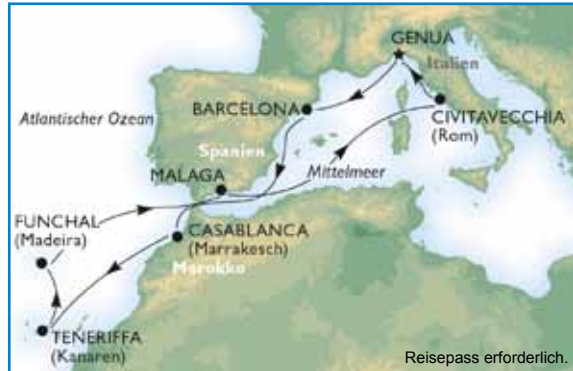 GENUA
Italien
BARCELONA
CIVITAVECCHIA
(Rom)
Atlantischer Ozean
Spanien
Mittelmeer
MALAGA
FUNCHAL
(Madeira)
CASABLANCA
(Marrakesch)
Marokko
TENERIFFA
(Kanaren)
Reisepass erforderlich.